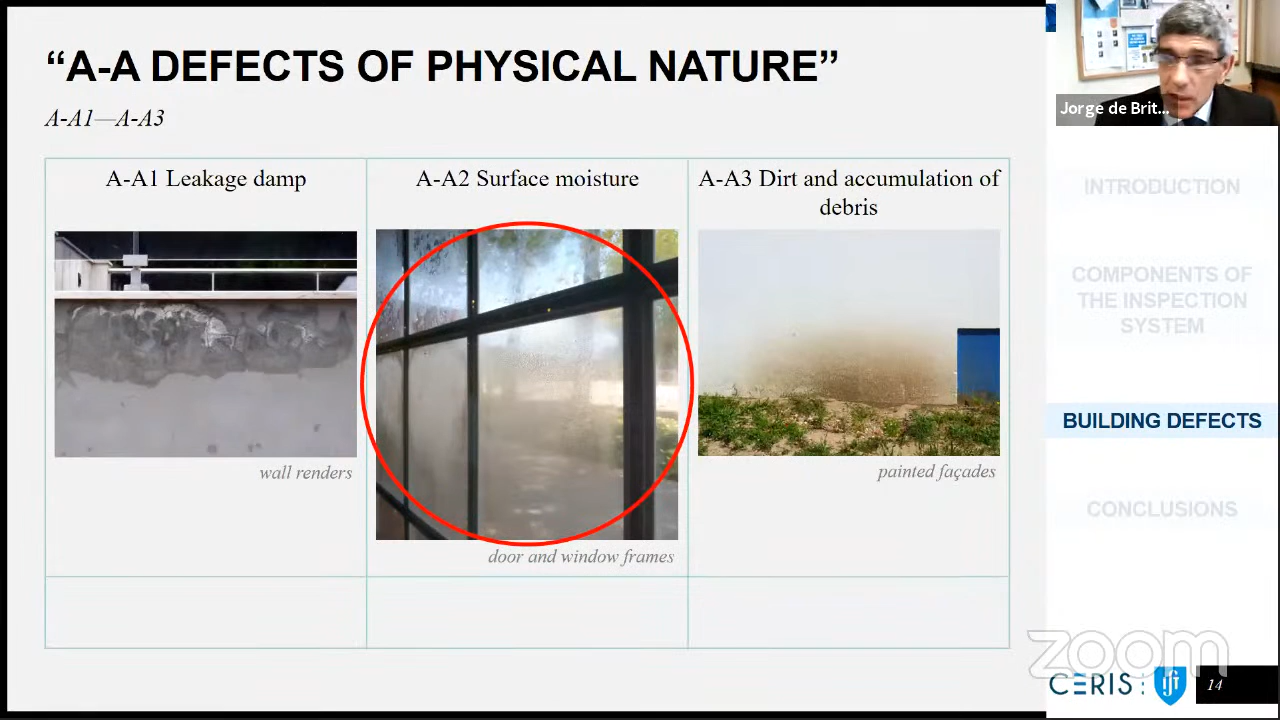 “A-A DEFECTS OF PHYSICAL NATURE”
A-A1—A-A3
A-A1 Leakage damp
wall renders
A-A2 Surface moisture
door and window frames
A-A3 Dirt and accumulation of
debris
painted façades
Jorge de Brit...
INTRODUCTION
COMPONENTS OF
THE INSPECTION
SYSTEM
BUILDING DEFECTS
CONCLUSIONS
zoom
CERIS
14